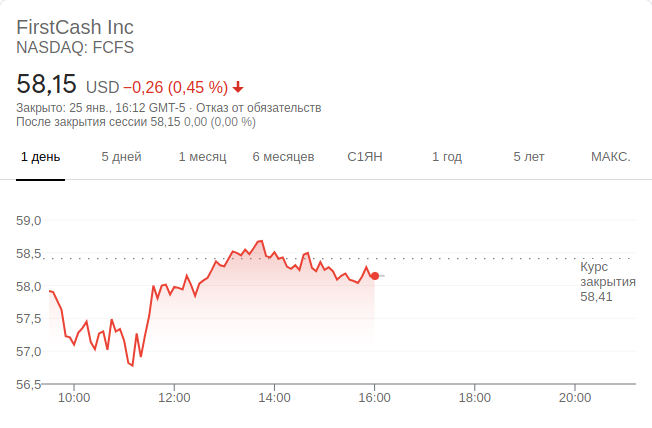 FirstCash Inc
NASDAQ: FCFS
58,15 USD −0,26 (0,45 %)
Закрыто: 25 янв., 16:12 GMT-5 · Отказ от обязательств
После закрытия сессии 58,15 0,00 (0,00 %)
1 день 5 дней 1 месяц 6 месяцев С1ЯН 1 год 5 лет МАКС.
59,0
58,5
Курс
закрытия
58,41
58,0
57,5
57,0
56,5
10:00 12:00 14:00 16:00 18:00 20:00